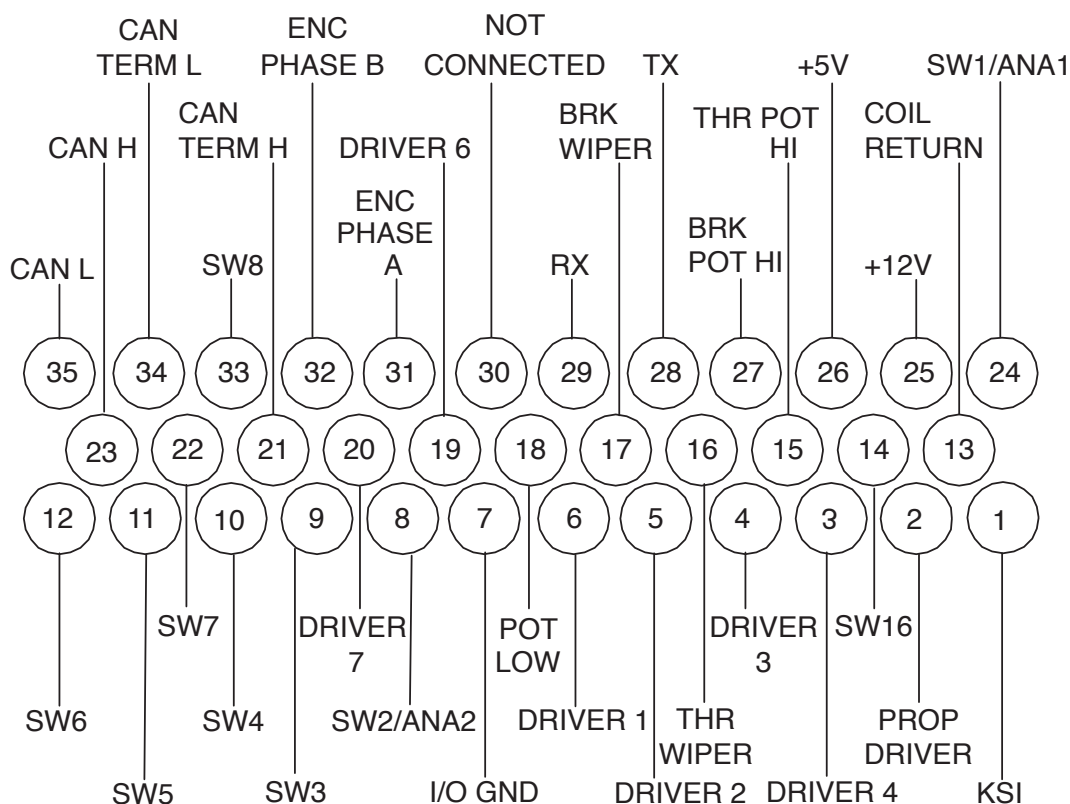 CAN
TERM L
ENC
PHASE B
NOT
CONNECTED
TX
+5V
SW1/ANA1
CAN H
CAN
TERM H
DRIVER 6
BRK
WIPER
THR POT
HI
COIL
RETURN
CAN L
SW8
ENC
PHASE
A
RX
BRK
POT HI
+12V
35 34 33 32 31 30 29 28 27 26 25 24
23 22 21 20 19 18 17 16 15 14 13
12 11 10 9 8 7 6 5 4 3 2 1
SW7
DRIVER
7
POT
LOW
DRIVER
3
SW16
SW6
SW4
SW2/ANA2
DRIVER 1
THR
WIPER
PROP
DRIVER
SW5
SW3
I/O GND
DRIVER 2
DRIVER 4
KSI